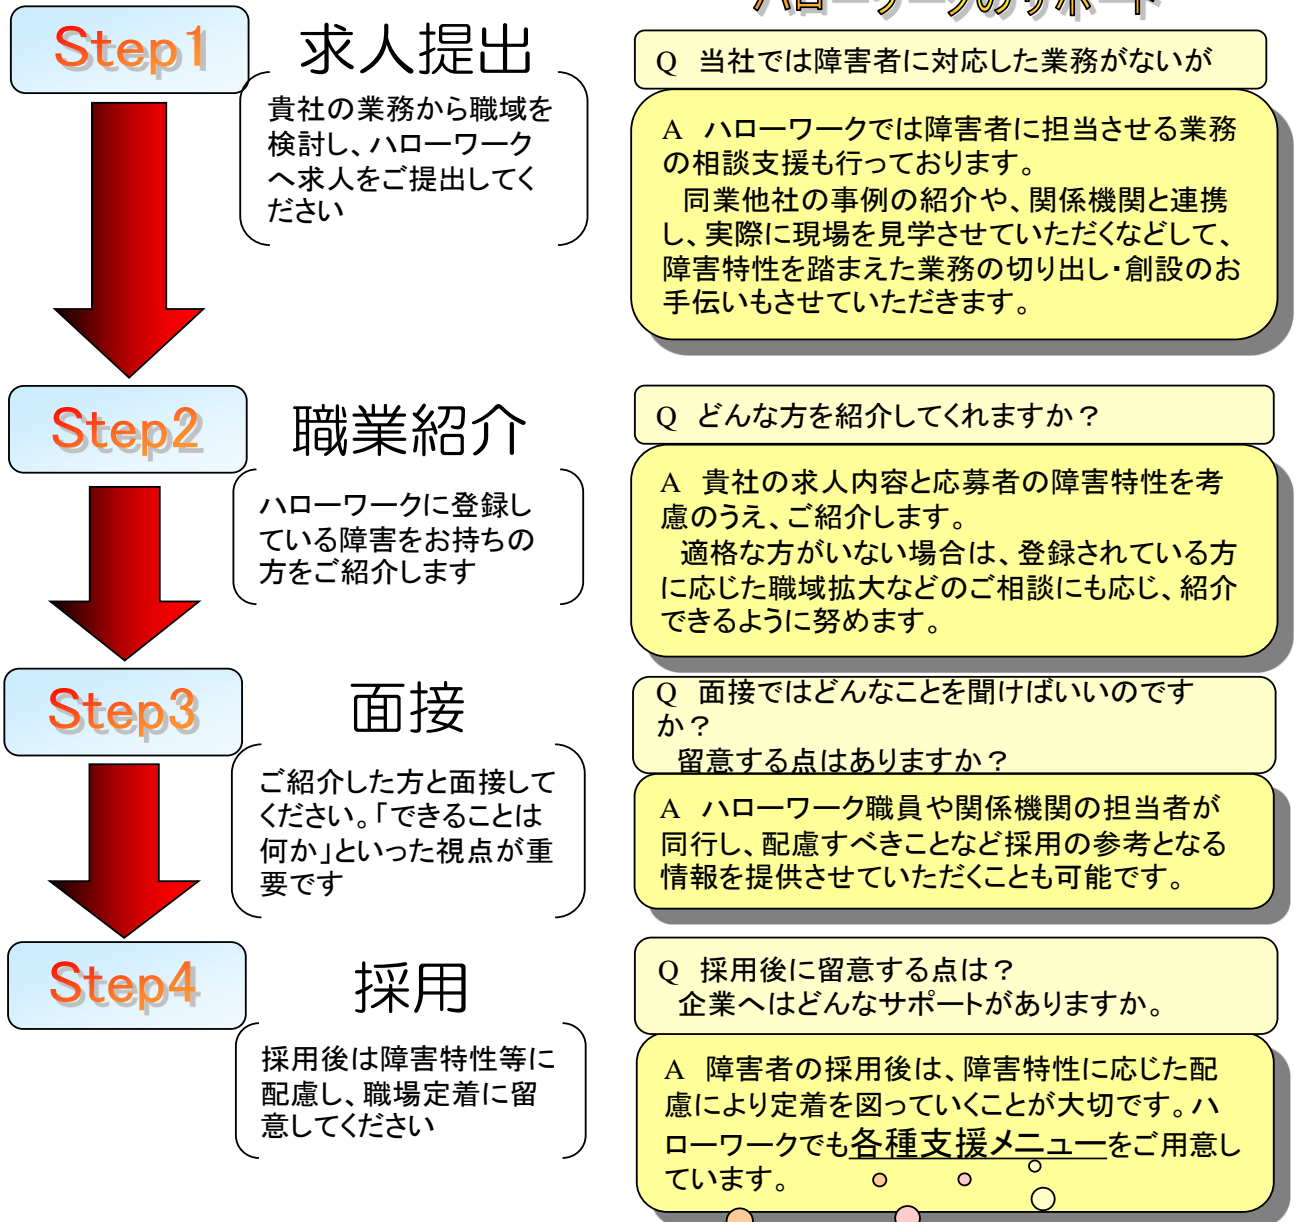 ハローワークのサポート
Step1
求人提出
貴社の業務から職域を
検討し、ハローワーク
へ求人をご提出してく
ださい
Q 当社では障害者に対応した業務がないが
A ハローワークでは障害者に担当させる業務
の相談支援も行っております。
同業他社の事例の紹介や、関係機関と連携
し、実際に現場を見学させていただくなどして、
障害特性を踏まえた業務の切り出し・創設のお
手伝いもさせていただきます。
Step2
職業紹介
ハローワークに登録し
ている障害をお持ちの
方をご紹介します
Q どんな方を紹介してくれますか？
A 貴社の求人内容と応募者の障害特性を考
慮のうえ、ご紹介します。
適格な方がいない場合は、登録されている方
に応じた職域拡大などのご相談にも応じ、紹介
できるように努めます。
Step3
面接
ご紹介した方と面接して
ください。「できることは
何か」といった視点が重
要です
Q 面接ではどんなことを聞けばいいのです
か？
留意する点はありますか？
A ハローワーク職員や関係機関の担当者が
同行し、配慮すべきことなど採用の参考となる
情報を提供させていただくことも可能です。
Step4
採用
採用後は障害特性等に
配慮し、職場定着に留
意してください
Q 採用後に留意する点は？
企業へはどんなサポートがありますか。
A 障害者の採用後は、障害特性に応じた配
慮により定着を図っていくことが大切です。ハ
ローワークでも各種支援メニューをご用意し
ています。